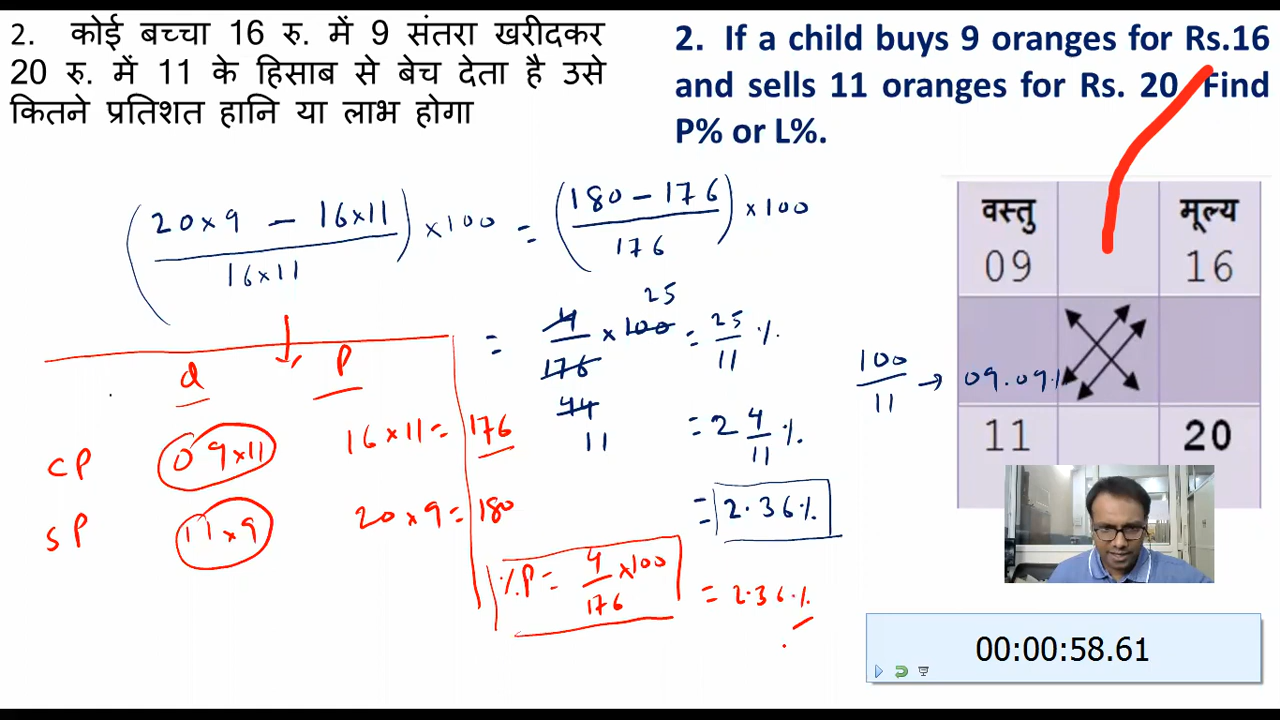 2. कोई बच्चा 16 रु. में 9 संतरा खरीदकर
20 रु. में 11 के हिसाब से बेच देता है उसे
कितने प्रतिशत हानि या लाभ होगा
2. If a child buys 9 oranges for Rs.16
and sells 11 oranges for Rs. 20 Find
P% or L%.
(20×9 − 16×11 / 16×11) ×100 = (180 − 176 / 176) ×100
= 4/176 × 100 25 = 25/11 %
44
11
= 2 4/11 %
= 2.36%
100/11 → 09.09%
d P
CP 09×11 16×11 = 176
SP 11×9 20×9 = 180
%P = 4/176 ×100 = 2.36%
वस्तु मूल्य
09 16
11 20
00:00:58.61